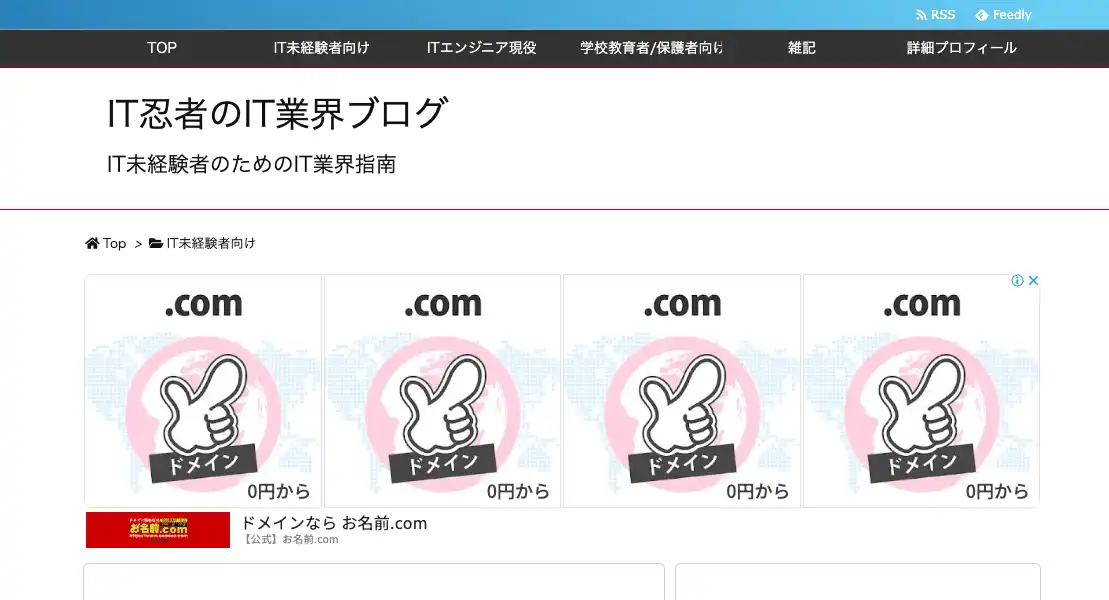 RSS Feedly
TOP IT未経験者向け ITエンジニア現役 学校教育者/保護者向け 雑記 詳細プロフィール
IT忍者のIT業界ブログ
IT未経験者のためのIT業界指南
Top > IT未経験者向け
.com .com .com .com
ドメイン ドメイン ドメイン ドメイン
0円から 0円から 0円から 0円から
お名前.com
ドメインなら お名前.com
【公式】お名前.com